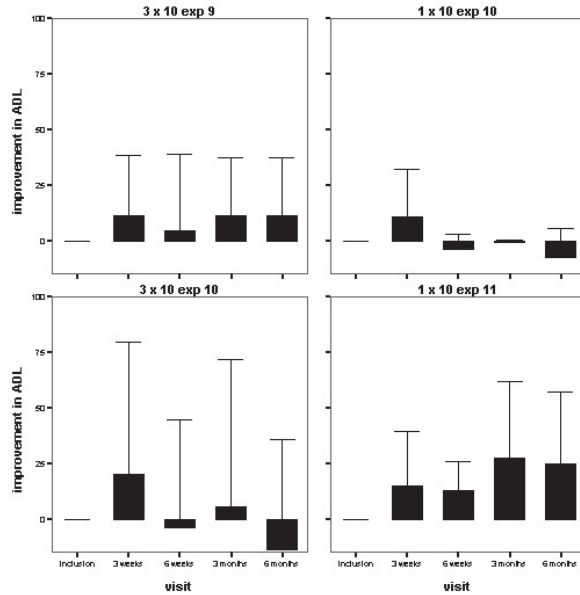 3 x 10 exp 9
1 x 10 exp 10
improvement in ADL
100
75
50
25
0
3 x 10 exp 10
1 x 10 exp 11
improvement in ADL
100
75
50
25
0
inclusion 3 weeks 6 weeks 3 months 6 months
inclusion 3 weeks 6 weeks 3 months 6 months
visit
visit